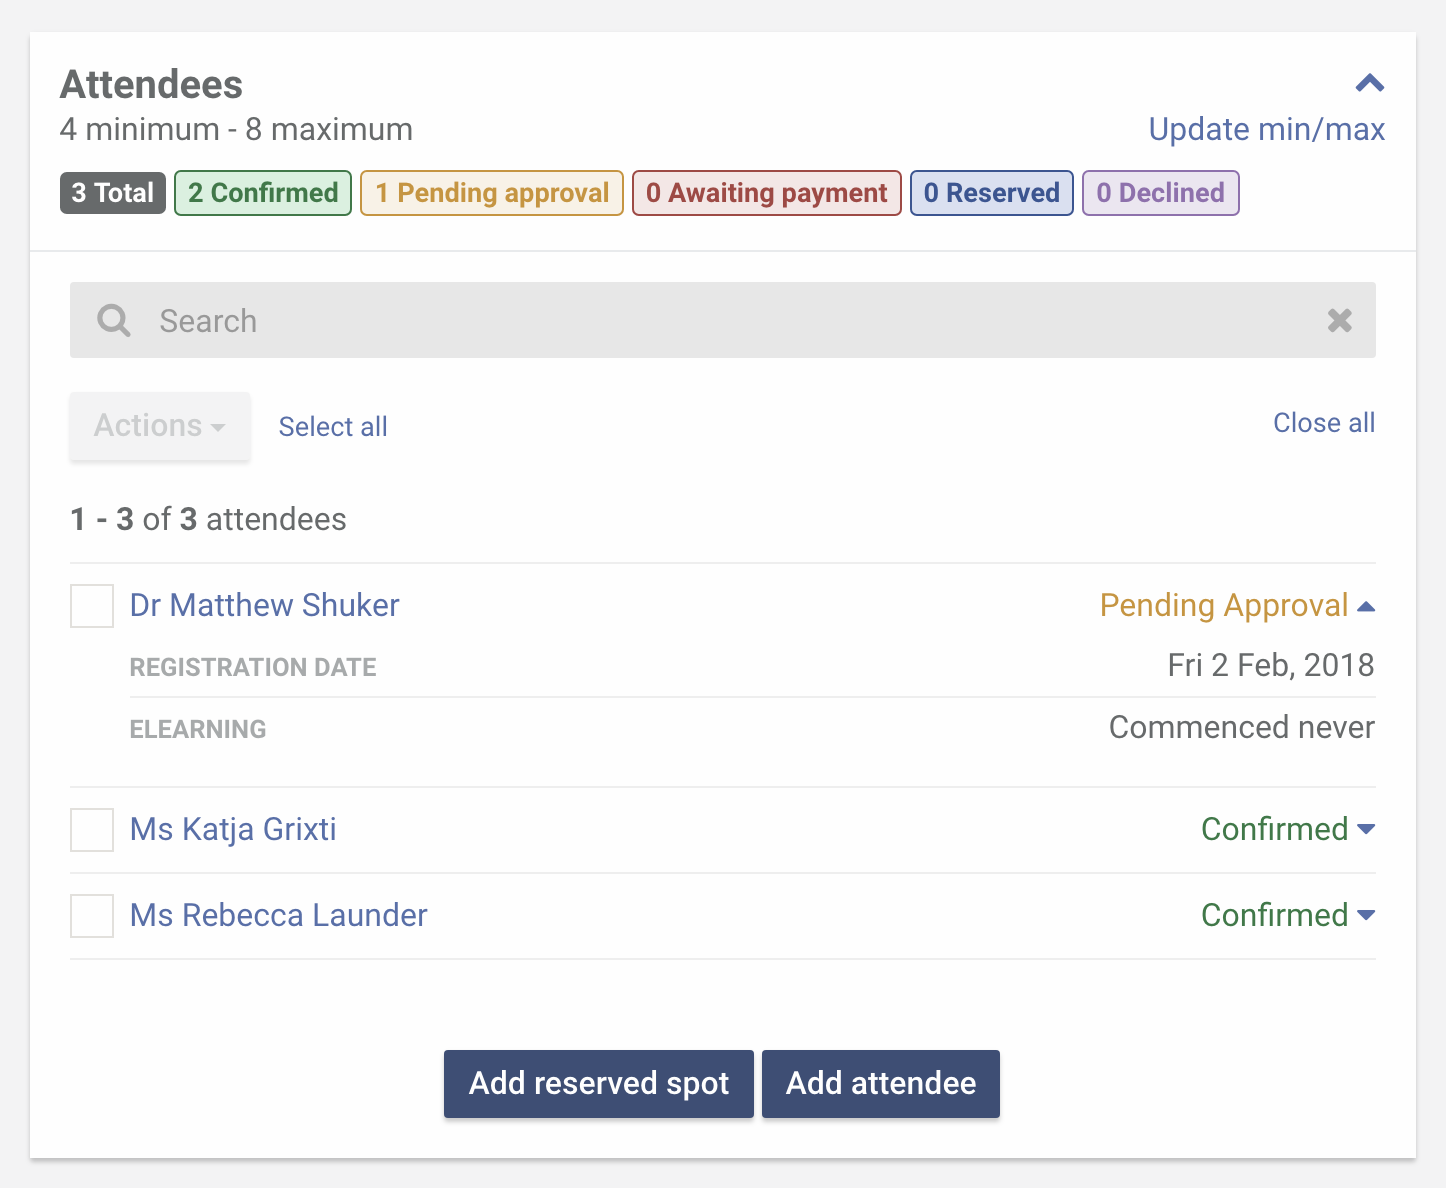 Attendees
4 minimum - 8 maximum
Update min/max
3 Total
2 Confirmed
1 Pending approval
0 Awaiting payment
0 Reserved
0 Declined
Search
Actions
Select all
Close all
1 - 3 of 3 attendees
Dr Matthew Shuker
Pending Approval
REGISTRATION DATE
Fri 2 Feb, 2018
ELEARNING
Commenced never
Ms Katja Grixti
Confirmed
Ms Rebecca Launder
Confirmed
Add reserved spot
Add attendee